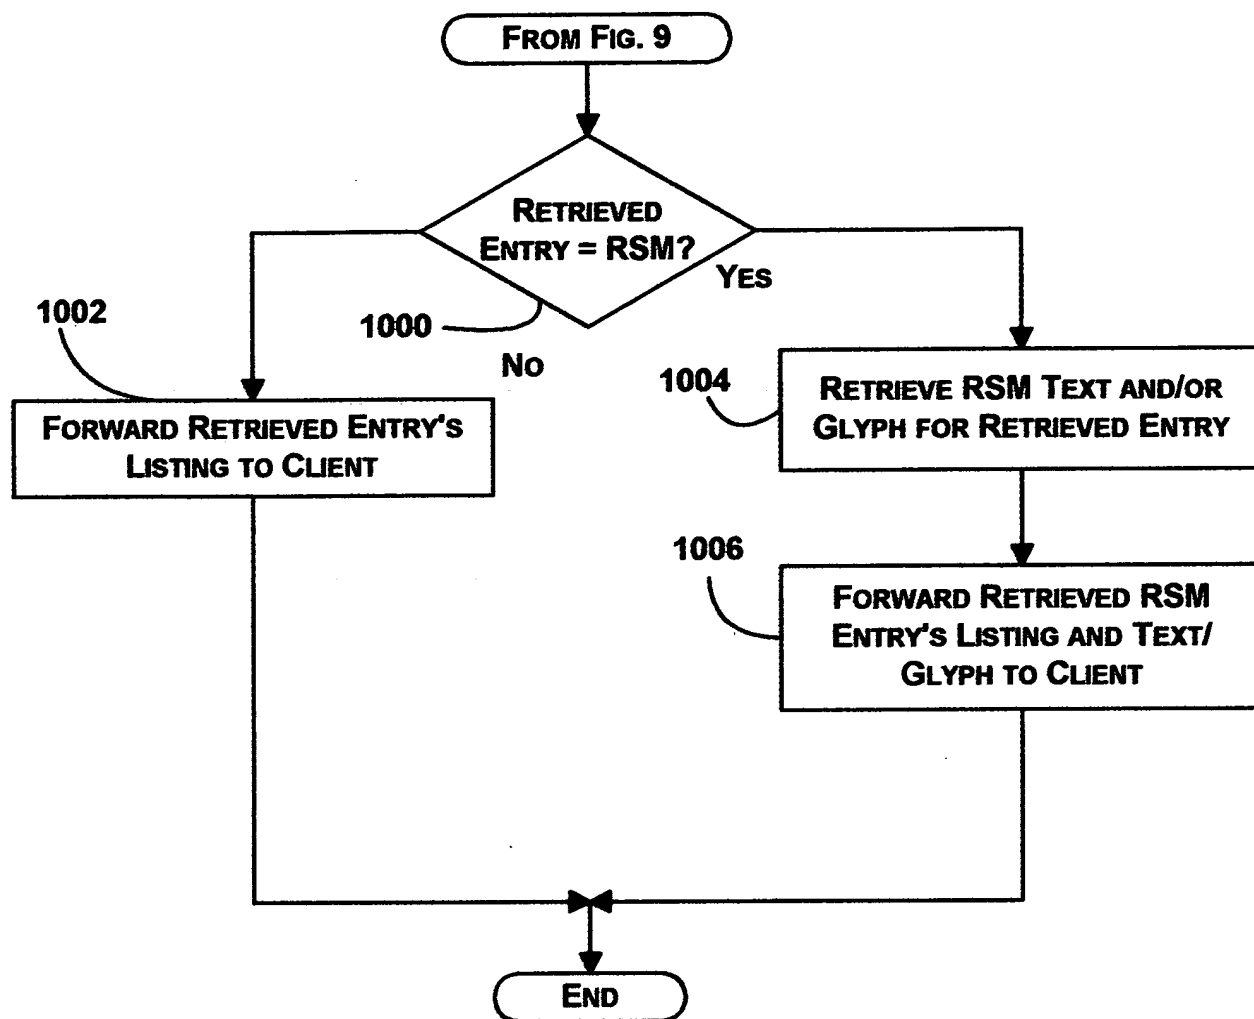 FROM FIG. 9
RETRIEVED
ENTRY = RSM?
YES
1002
1000
NO
1004
RETRIEVE RSM TEXT AND/OR
GLYPH FOR RETRIEVED ENTRY
FORWARD RETRIEVED ENTRY'S
LISTING TO CLIENT
1006
FORWARD RETRIEVED RSM
ENTRY'S LISTING AND TEXT/
GLYPH TO CLIENT
END